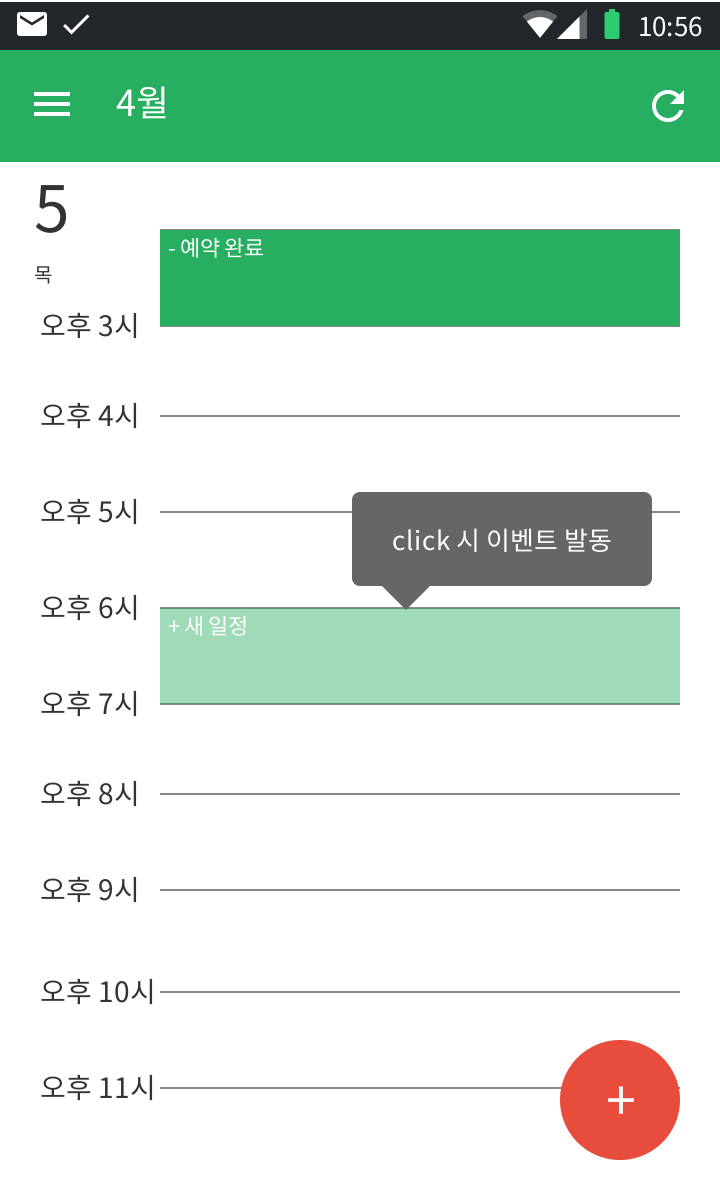 10:56
4월
5
목
- 예약 완료
오후 3시
오후 4시
오후 5시
click 시 이벤트 발동
오후 6시
+ 새 일정
오후 7시
오후 8시
오후 9시
오후 10시
오후 11시
+